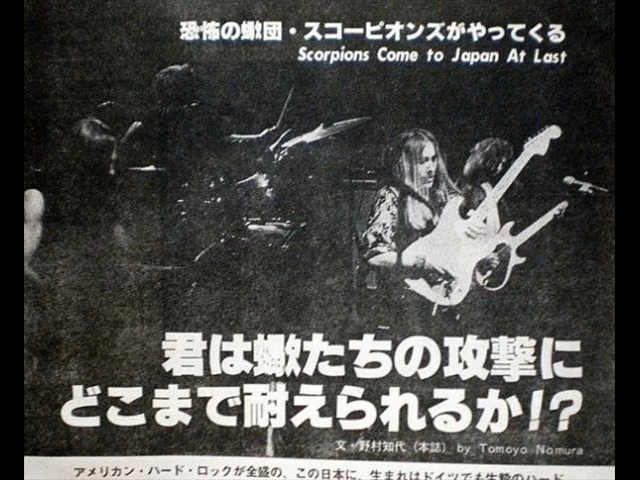 恐怖の蠍団・スコーピオンズがやってくる
Scorpions Come to Japan At Last
君は蠍たちの攻撃に
どこまで耐えられるか!?
文・野村知代（本誌） by Tomoyo Nomura
アメリカン・ハード・ロックが全盛の、この日本に、生まれはドイツでも生粋のハード